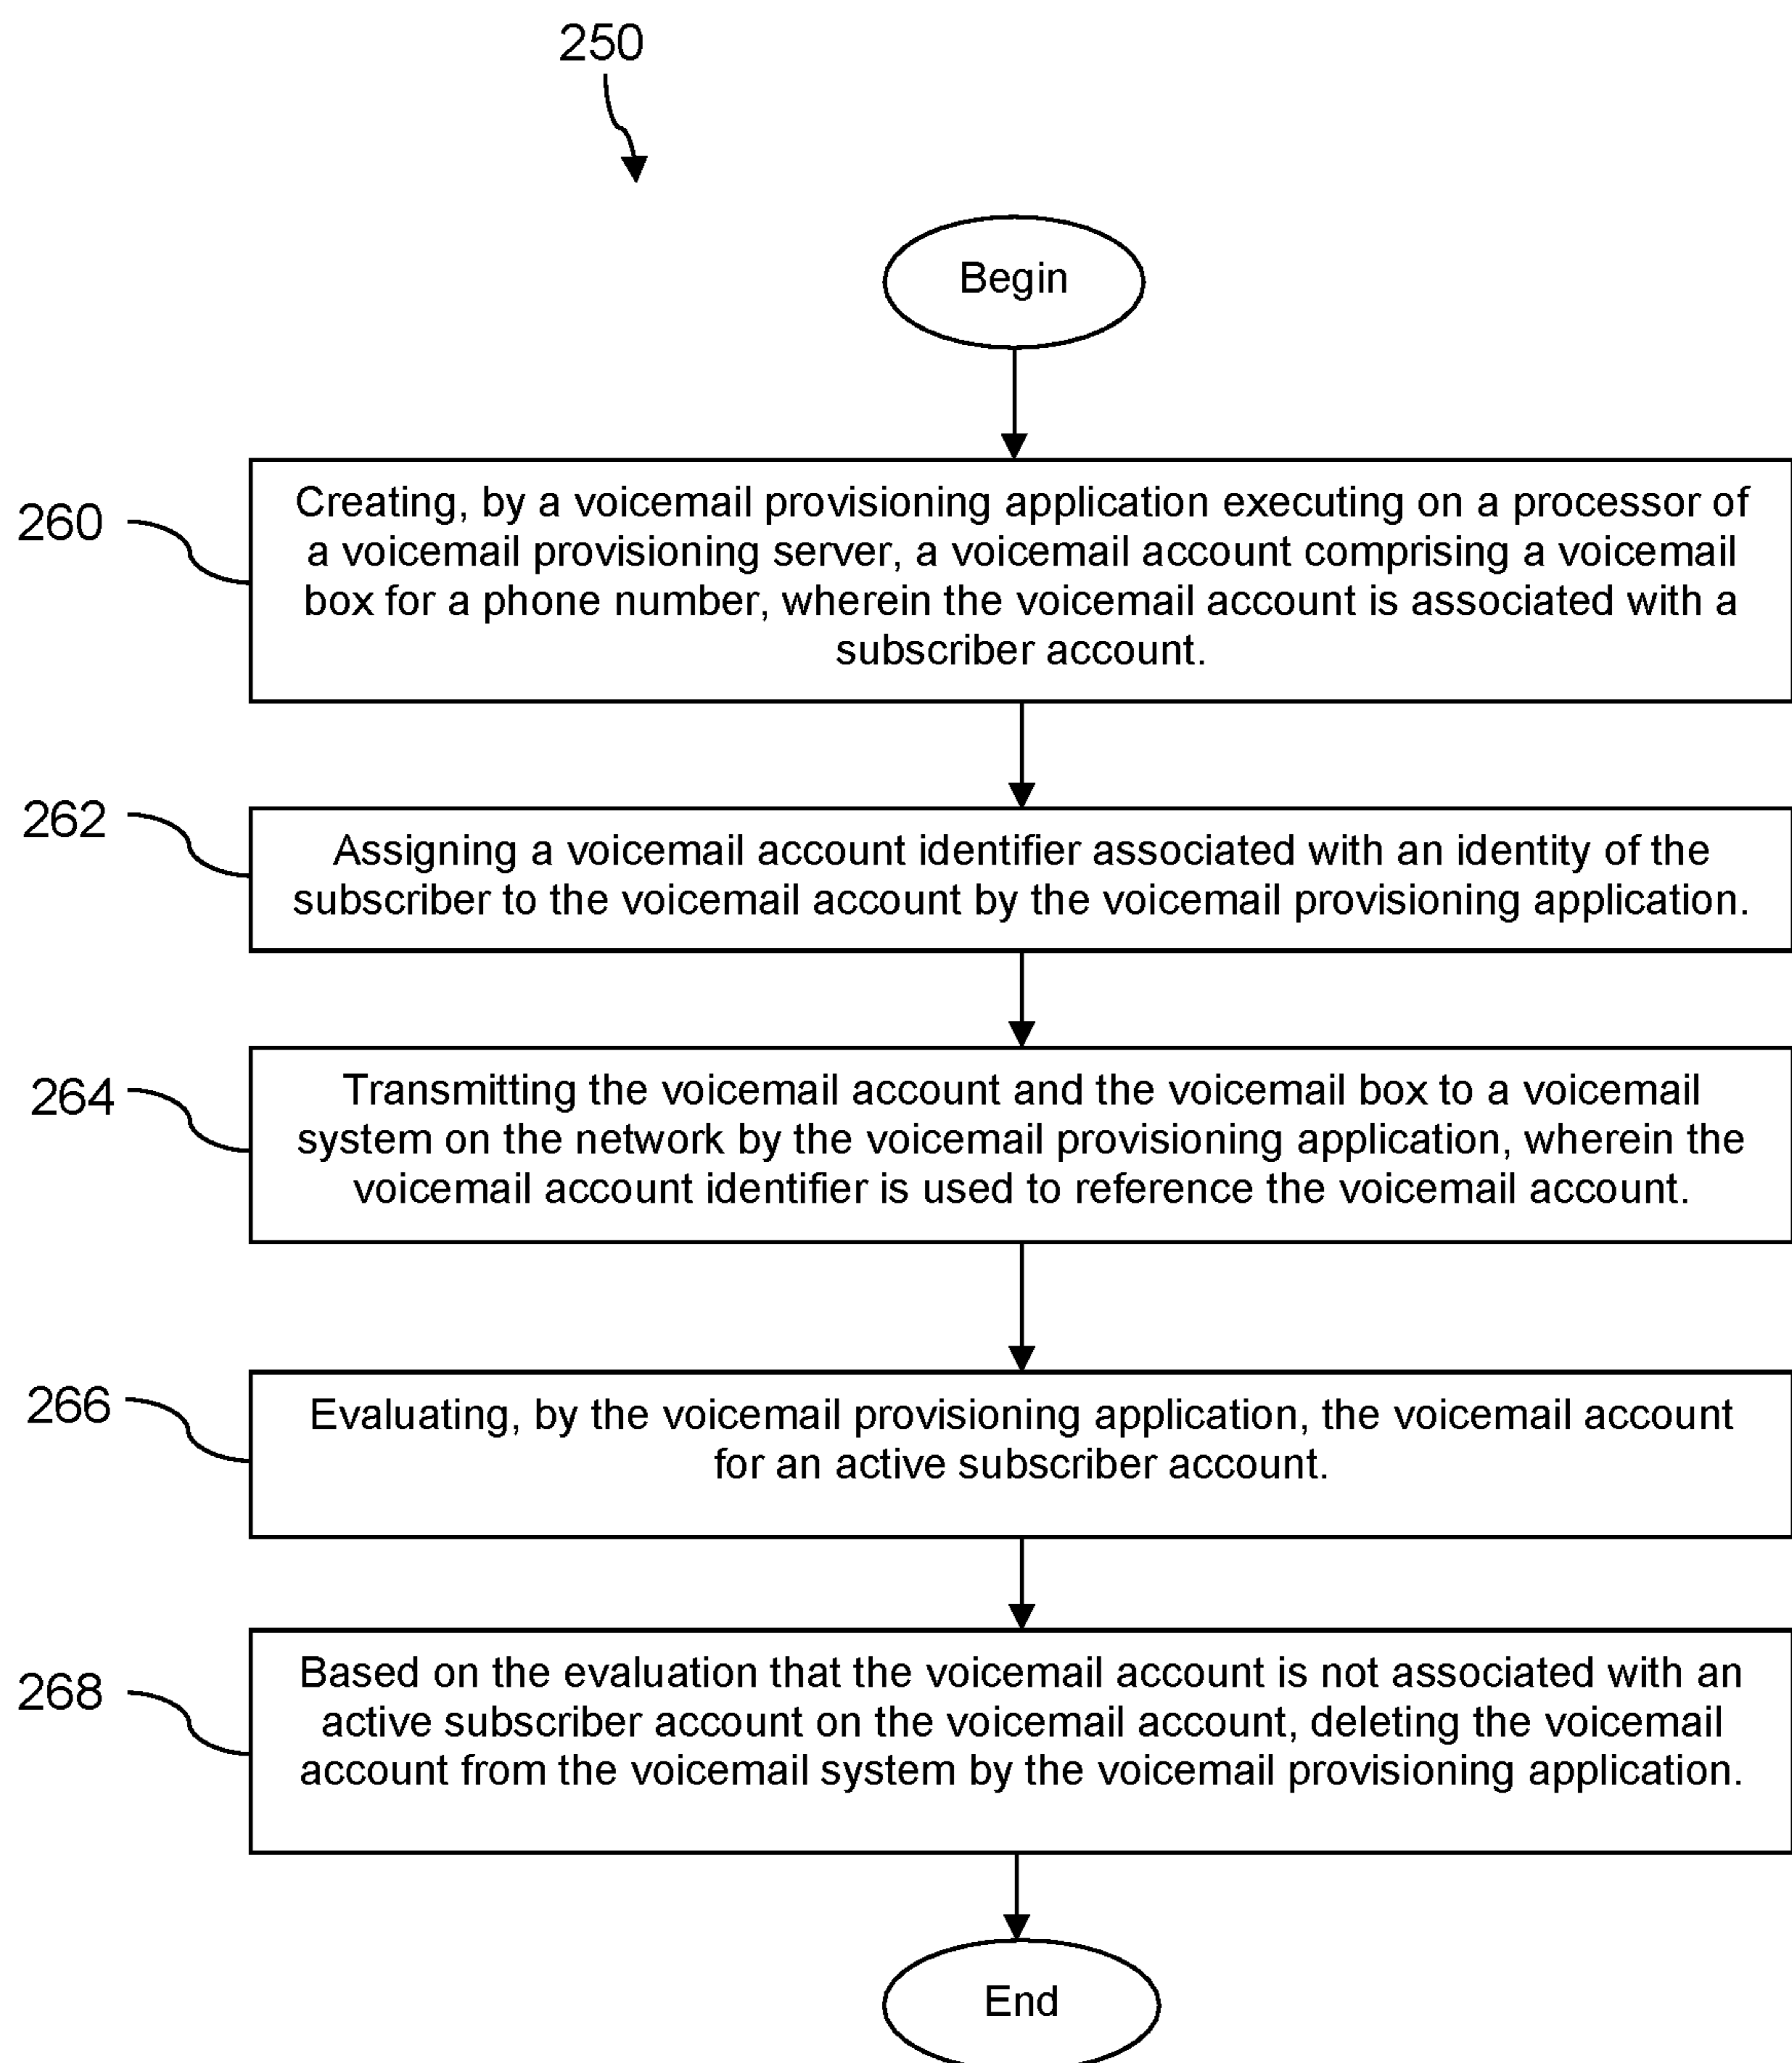 250
Begin
260
Creating, by a voicemail provisioning application executing on a processor of
a voicemail provisioning server, a voicemail account comprising a voicemail
box for a phone number, wherein the voicemail account is associated with a
subscriber account.
262
Assigning a voicemail account identifier associated with an identity of the
subscriber to the voicemail account by the voicemail provisioning application.
264
Transmitting the voicemail account and the voicemail box to a voicemail
system on the network by the voicemail provisioning application, wherein the
voicemail account identifier is used to reference the voicemail account.
266
Evaluating, by the voicemail provisioning application, the voicemail account
for an active subscriber account.
268
Based on the evaluation that the voicemail account is not associated with an
active subscriber account on the voicemail account, deleting the voicemail
account from the voicemail system by the voicemail provisioning application.
End